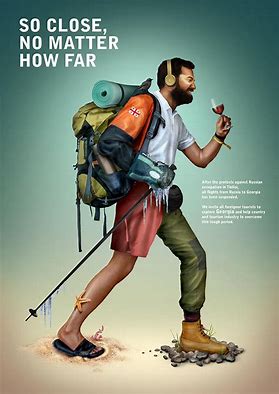 SO CLOSE,
NO MATTER
HOW FAR
After the protests against Russian
occupation in Tbilisi,
all flights from Russia to Georgia
has been suspended.
We invite all foreigner tourists to
explore Georgia and help country
and tourism industry to overcome
this tough period.